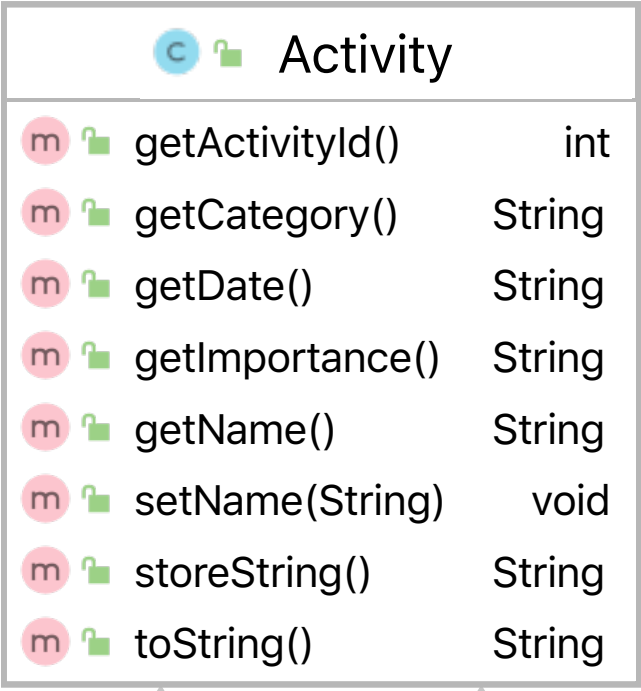 C Activity
m getActivityId() int
m getCategory() String
m getDate() String
m getImportance() String
m getName() String
m setName(String) void
m storeString() String
m toString() String